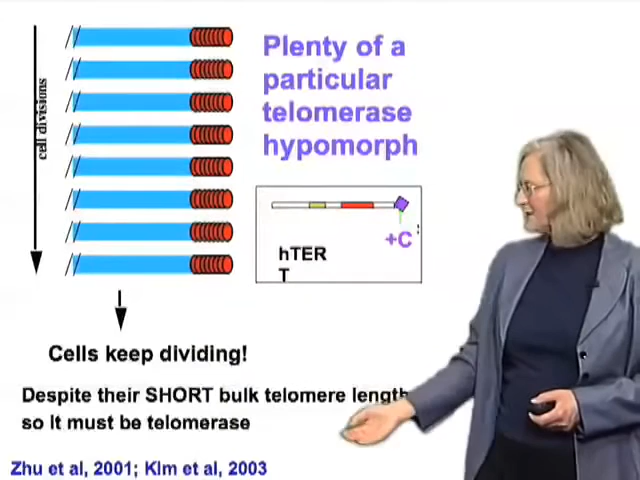 cell divisions
Plenty of a
particular
telomerase
hypomorph
+C
hTER
T
Cells keep dividing!
Despite their SHORT bulk telomere length
so it must be telomerase
Zhu et al, 2001; Kim et al, 2003